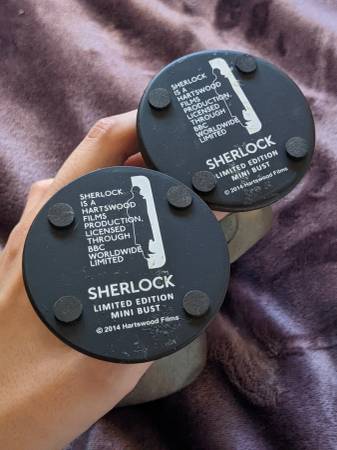 SHERLOCK
IS A
HARTSWOOD
FILMS
PRODUCTION,
LICENSED
THROUGH
BBC
WORLDWIDE
LIMITED
SHERLOCK
LIMITED EDITION
MINI BUST
© 2014 Hartswood Films
SHERLOCK
IS A
HARTSWOOD
FILMS
PRODUCTION,
LICENSED
THROUGH
BBC
WORLDWIDE
LIMITED
SHERLOCK
LIMITED EDITION
MINI BUST
© 2014 Hartswood Films